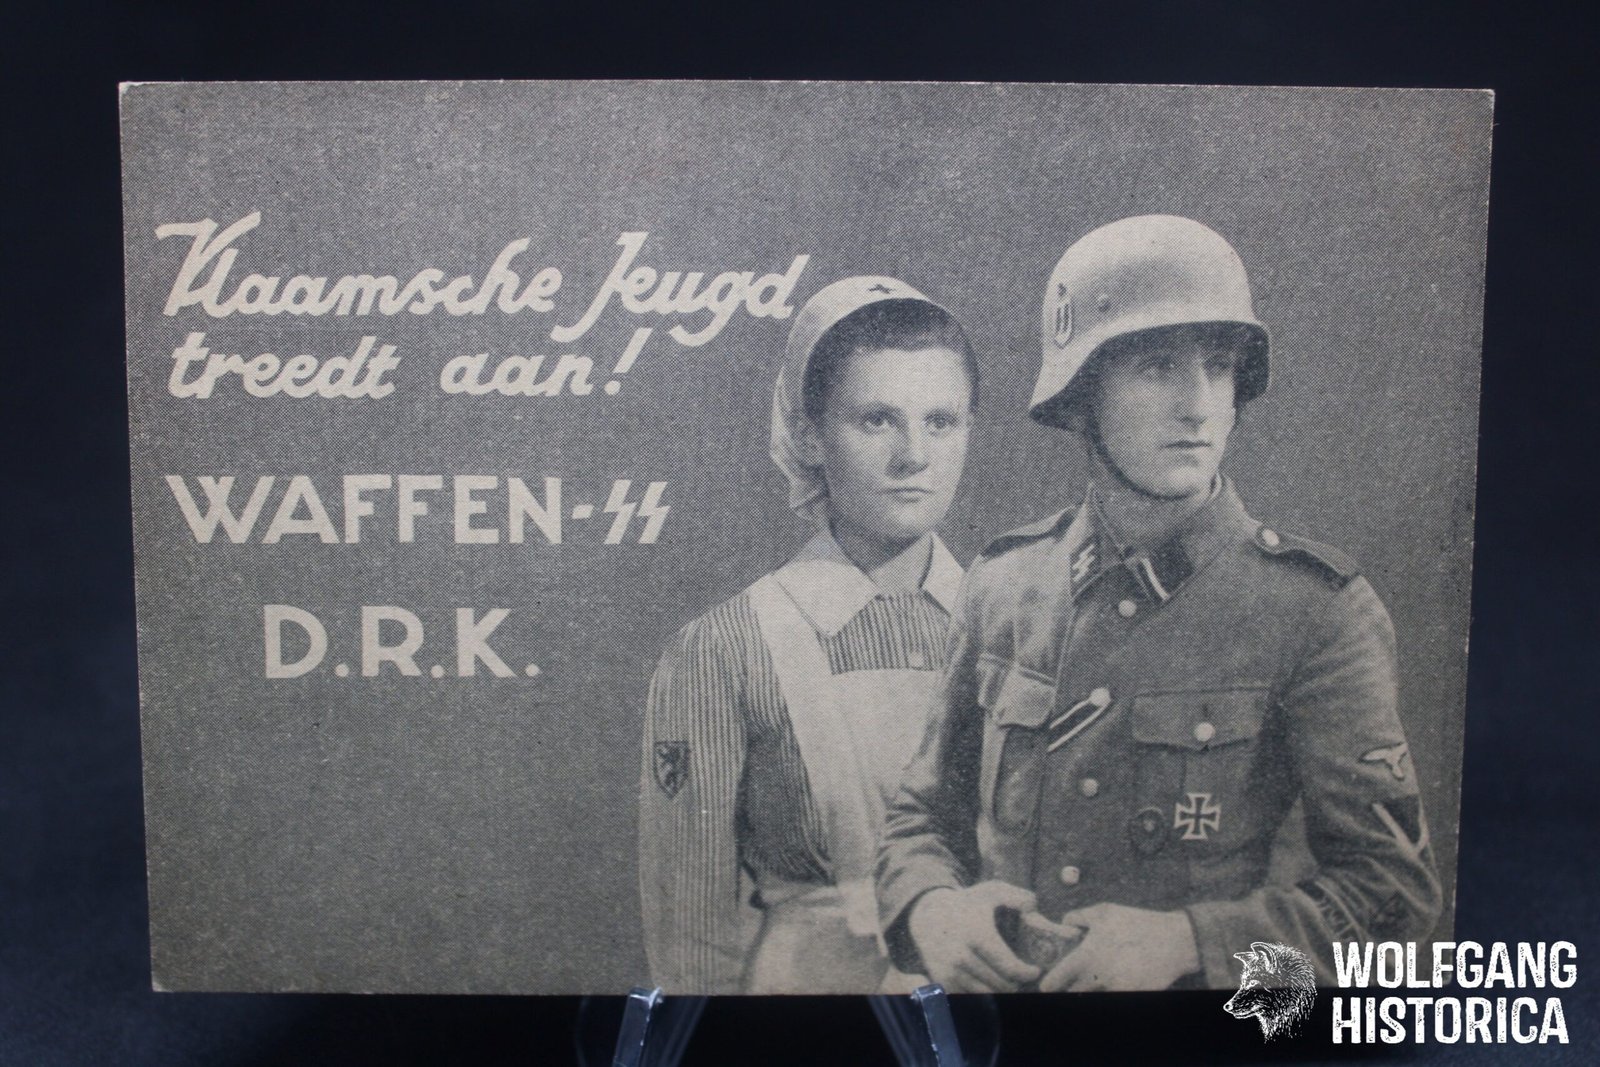 Vlaamsche Jeugd
treedt aan!
WAFFEN-SS
D.R.K.
WOLFGANG
HISTORICA